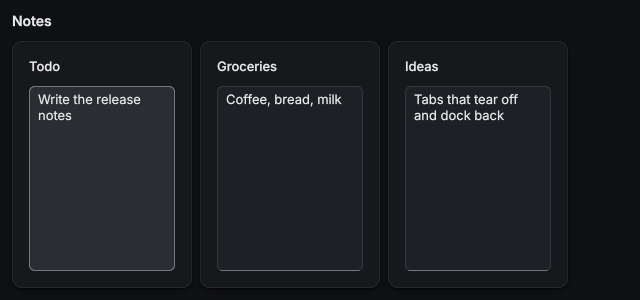 Notes
Todo
Write the release
notes
Groceries
Coffee, bread, milk
Ideas
Tabs that tear off
and dock back